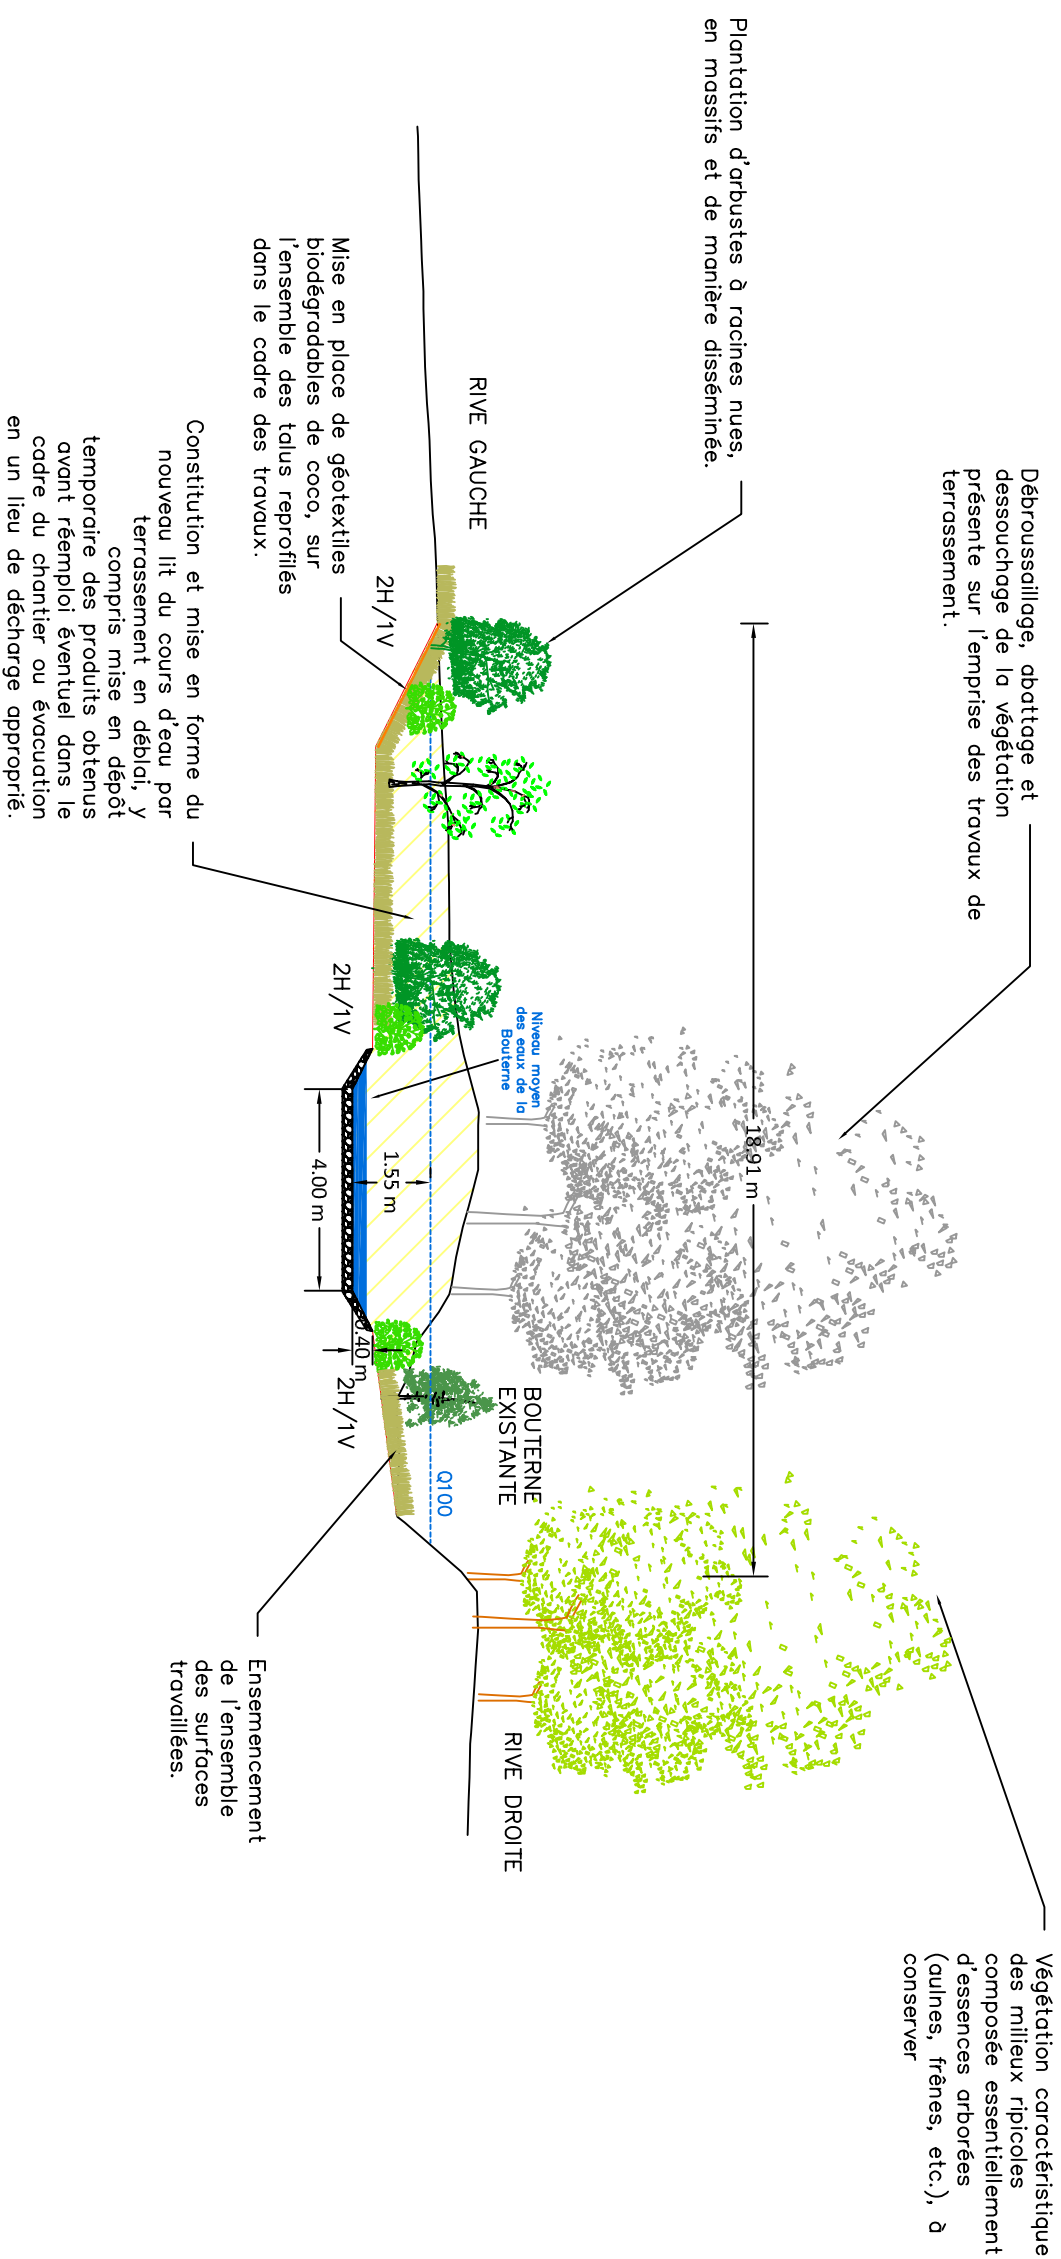 Végétation caractéristique
des milieux ripicoles
composée essentiellement
d'essences arborées
(aulnes, frênes, etc.), à
conserver
Débroussaillage, abattage et
dessouchage de la végétation
présente sur l'emprise des travaux de
terrassement.
Plantation d'arbustes à racines nues,
en massifs et de manière disséminée.
18.91 m
RIVE GAUCHE
Niveau moyen
des eaux de la
Bouterne
BOUTERNE
EXISTANTE
RIVE DROITE
Q100
2H/1V
2H/1V
1.55 m
4.00 m
0.40 m
2H/1V
Mise en place de géotextiles
biodégradables de coco, sur
l'ensemble des talus reprofilés
dans le cadre des travaux.
Constitution et mise en forme du
nouveau lit du cours d'eau par
terrassement en déblai, y
compris mise en dépôt
temporaire des produits obtenus
avant réemploi éventuel dans le
cadre du chantier ou évacuation
en un lieu de décharge approprié.
Ensemencement
de l'ensemble
des surfaces
travaillées.